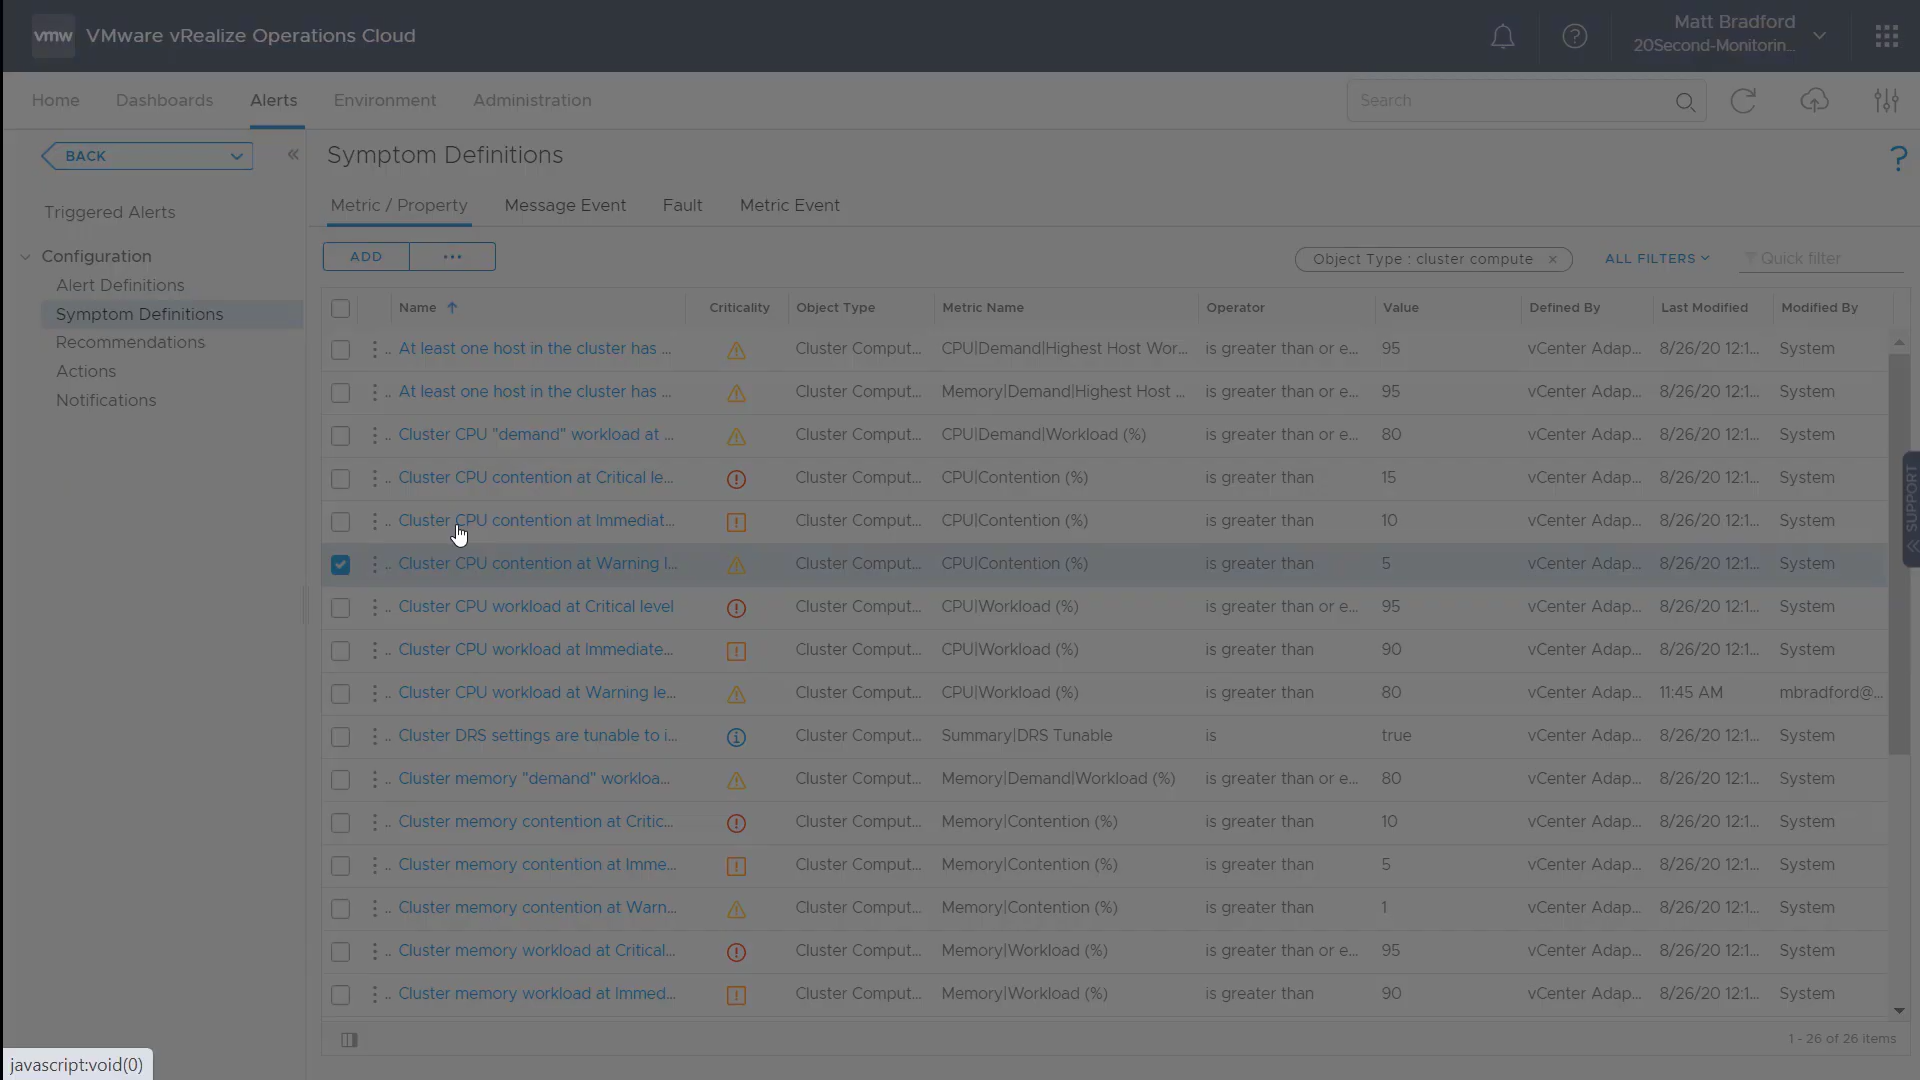 vmw VMware vRealize Operations Cloud
Matt Bradford
20Second-Monitorin...
Home Dashboards Alerts Environment Administration
Search
BACK
Triggered Alerts
Configuration
Alert Definitions
Symptom Definitions
Recommendations
Actions
Notifications
Symptom Definitions
?
Metric / Property Message Event Fault Metric Event
ADD ...
Object Type : cluster compute × ALL FILTERS Quick filter
Name Criticality Object Type Metric Name Operator Value Defined By Last Modified Modified By
At least one host in the cluster has ... Cluster Comput... CPU|Demand|Highest Host Wor... is greater than or e... 95 vCenter Adap... 8/26/20 12:1... System
At least one host in the cluster has ... Cluster Comput... Memory|Demand|Highest Host ... is greater than or e... 95 vCenter Adap... 8/26/20 12:1... System
Cluster CPU "demand" workload at ... Cluster Comput... CPU|Demand|Workload (%) is greater than or e... 80 vCenter Adap... 8/26/20 12:1... System
Cluster CPU contention at Critical le... Cluster Comput... CPU|Contention (%) is greater than 15 vCenter Adap... 8/26/20 12:1... System
Cluster CPU contention at Immediat... Cluster Comput... CPU|Contention (%) is greater than 10 vCenter Adap... 8/26/20 12:1... System
Cluster CPU contention at Warning l... Cluster Comput... CPU|Contention (%) is greater than 5 vCenter Adap... 8/26/20 12:1... System
Cluster CPU workload at Critical level Cluster Comput... CPU|Workload (%) is greater than or e... 95 vCenter Adap... 8/26/20 12:1... System
Cluster CPU workload at Immediate... Cluster Comput... CPU|Workload (%) is greater than 90 vCenter Adap... 8/26/20 12:1... System
Cluster CPU workload at Warning le... Cluster Comput... CPU|Workload (%) is greater than 80 vCenter Adap... 11:45 AM mbradford@...
Cluster DRS settings are tunable to i... Cluster Comput... Summary|DRS Tunable is true vCenter Adap... 8/26/20 12:1... System
Cluster memory "demand" workloa... Cluster Comput... Memory|Demand|Workload (%) is greater than or e... 80 vCenter Adap... 8/26/20 12:1... System
Cluster memory contention at Critic... Cluster Comput... Memory|Contention (%) is greater than 10 vCenter Adap... 8/26/20 12:1... System
Cluster memory contention at Imme... Cluster Comput... Memory|Contention (%) is greater than 5 vCenter Adap... 8/26/20 12:1... System
Cluster memory contention at Warn... Cluster Comput... Memory|Contention (%) is greater than 1 vCenter Adap... 8/26/20 12:1... System
Cluster memory workload at Critical... Cluster Comput... Memory|Workload (%) is greater than or e... 95 vCenter Adap... 8/26/20 12:1... System
Cluster memory workload at Immed... Cluster Comput... Memory|Workload (%) is greater than 90 vCenter Adap... 8/26/20 12:1... System
1 - 26 of 26 items
SUPPORT
javascript:void(0)